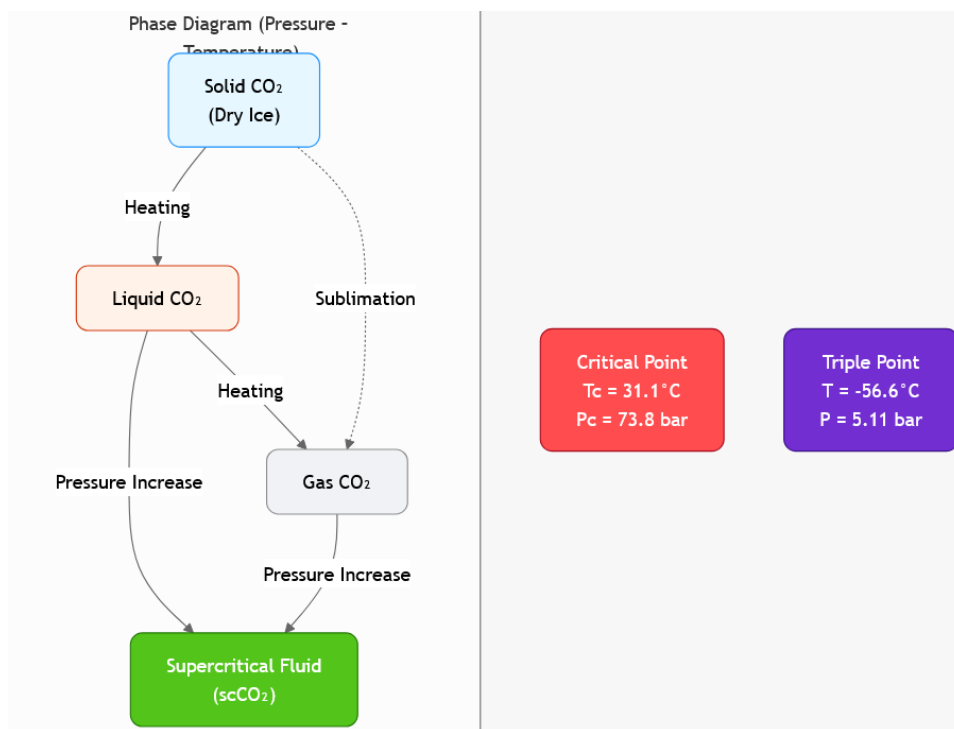 Phase Diagram (Pressure –
Temperature)
Solid CO₂
(Dry Ice)
Heating
Liquid CO₂
Sublimation
Heating
Pressure Increase
Gas CO₂
Pressure Increase
Supercritical Fluid
(scCO₂)
Critical Point
Tc = 31.1°C
Pc = 73.8 bar
Triple Point
T = -56.6°C
P = 5.11 bar